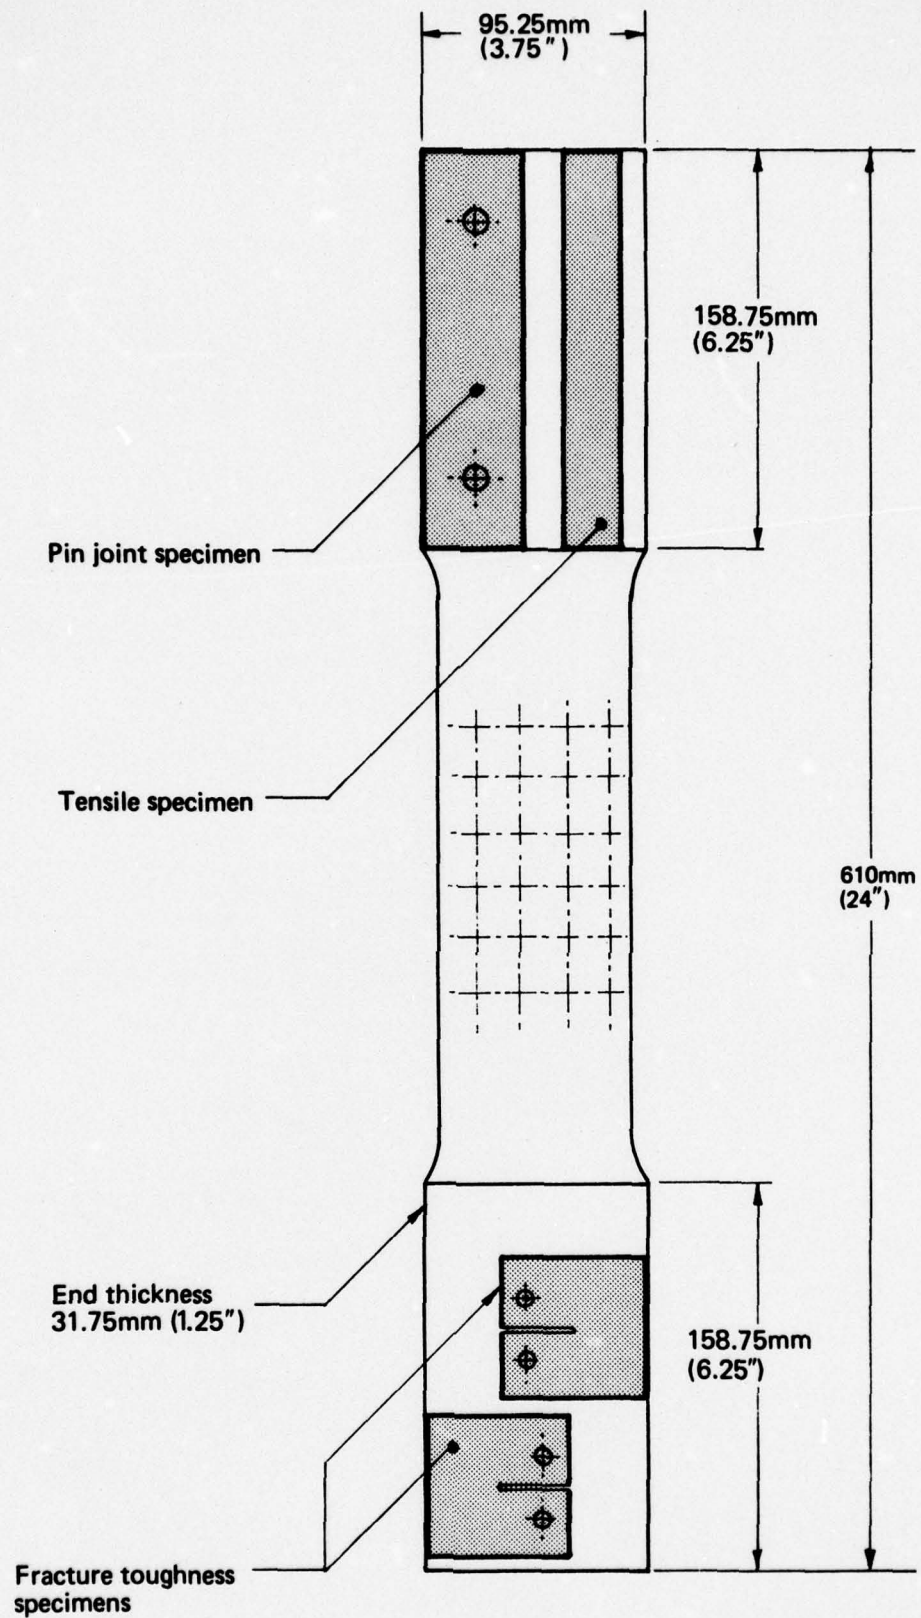 95.25mm
(3.75")
158.75mm
(6.25")
Pin joint specimen
Tensile specimen
610mm
(24")
End thickness
31.75mm (1.25")
158.75mm
(6.25")
Fracture toughness
specimens